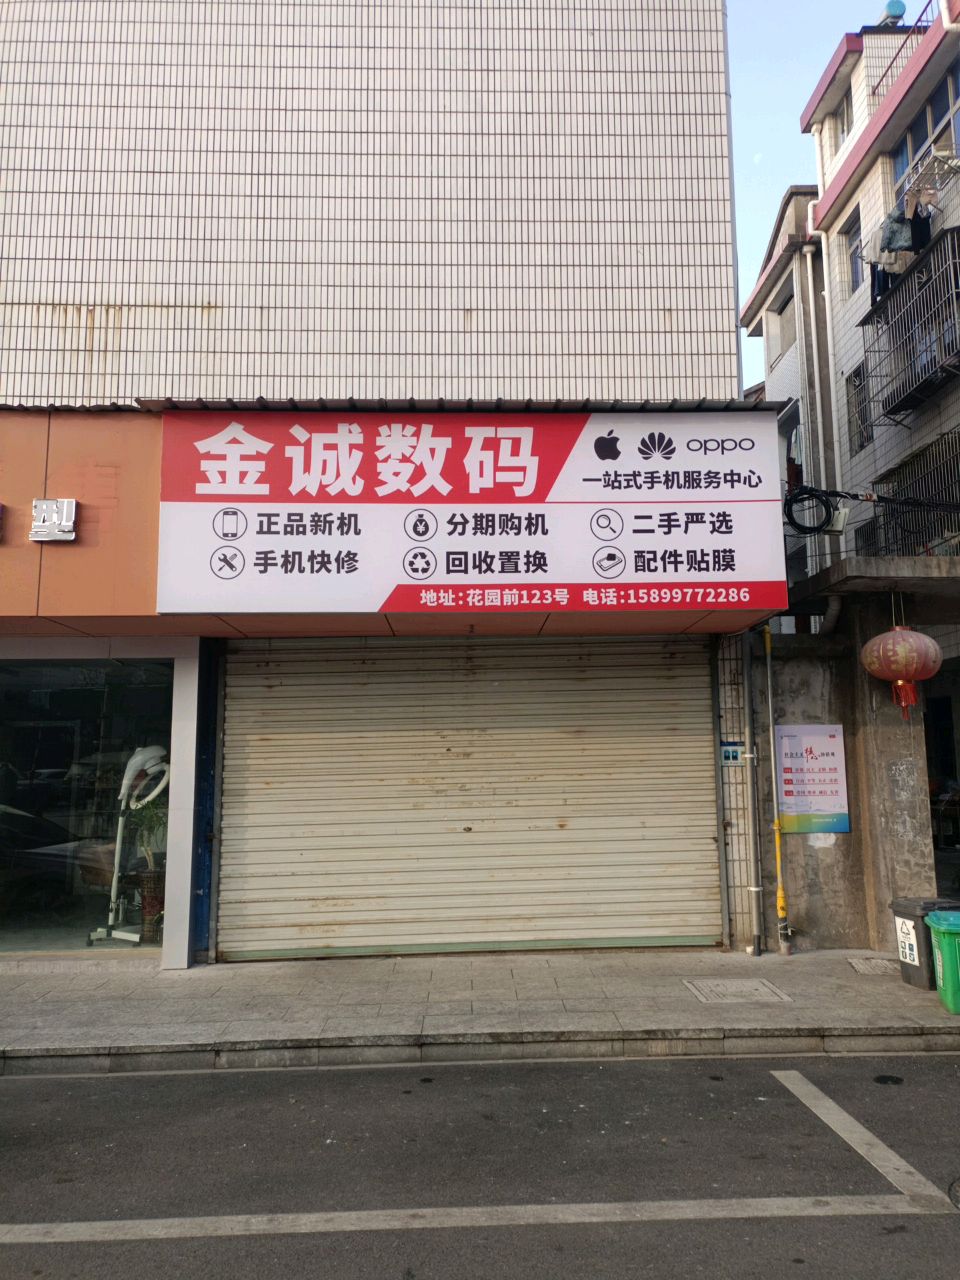 金诚数码
oppo
一站式手机服务中心
正品新机 分期购机 二手严选
手机快修 回收置换 配件贴膜
地址:花园前123号 电话:15899772286
型